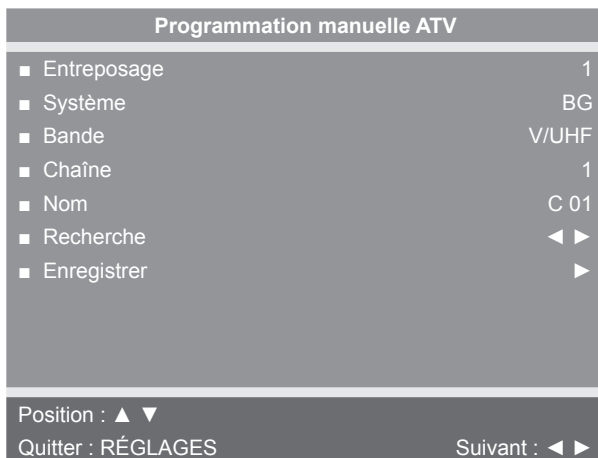 Programmation manuelle ATV
■ Entreposage 1
■ Système BG
■ Bande V/UHF
■ Chaîne 1
■ Nom C 01
■ Recherche ◄ ►
■ Enregistrer ►
Position : ▲ ▼
Quitter : RÉGLAGES Suivant : ◄ ►